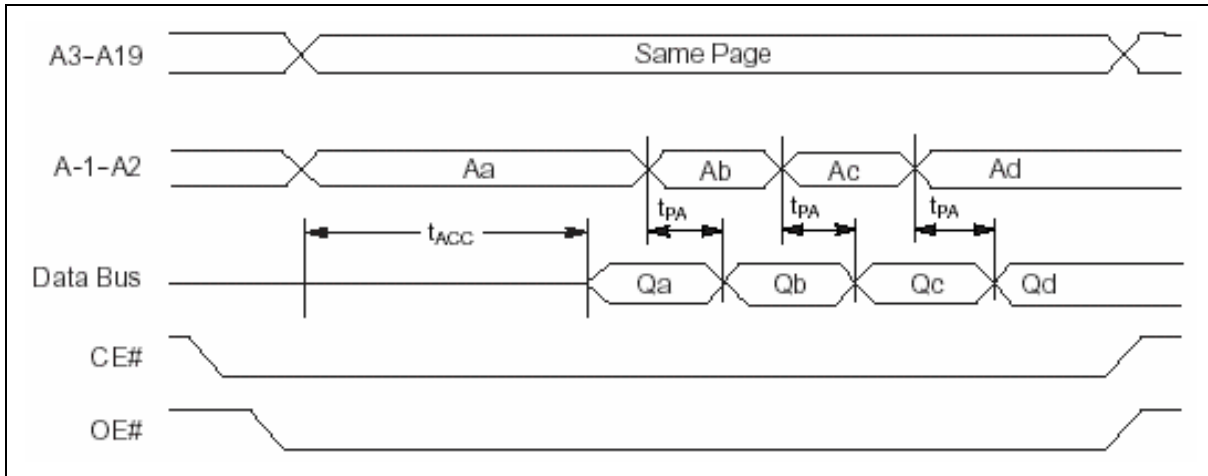 A3-A19 Same Page
A-1-A2 Aa Ab Ac Ad
tPA tPA tPA
tACC
Data Bus Qa Qb Qc Qd
CE#
OE#